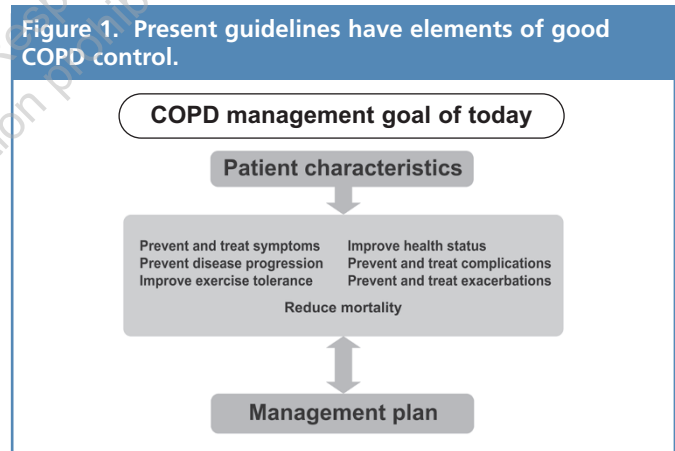 Figure 1. Present guidelines have elements of good
COPD control.
COPD management goal of today
Patient characteristics
Prevent and treat symptoms
Prevent disease progression
Improve exercise tolerance
Improve health status
Prevent and treat complications
Prevent and treat exacerbations
Reduce mortality
Management plan